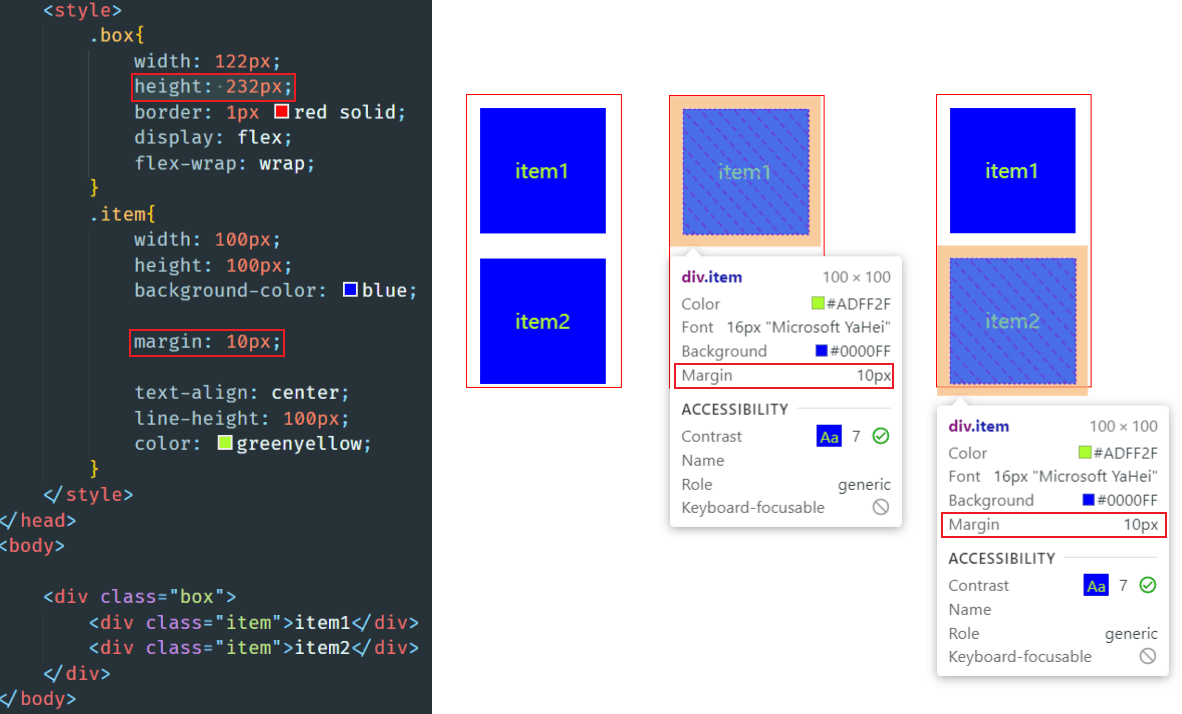 <style>
.box{
width: 122px;
height: 232px;
border: 1px red solid;
display: flex;
flex-wrap: wrap;
}
.item{
width: 100px;
height: 100px;
background-color: blue;
margin: 10px;
text-align: center;
line-height: 100px;
color: greenyellow;
}
</style>
</head>
<body>
<div class="box">
<div class="item">item1</div>
<div class="item">item2</div>
</div>
</body>
item1
item2
item1
div.item 100 × 100
Color #ADFF2F
Font 16px "Microsoft YaHei"
Background #0000FF
Margin 10px
ACCESSIBILITY
Contrast Aa 7
Name
Role generic
Keyboard-focusable
item1
item2
div.item 100 × 100
Color #ADFF2F
Font 16px "Microsoft YaHei"
Background #0000FF
Margin 10px
ACCESSIBILITY
Contrast Aa 7
Name
Role generic
Keyboard-focusable